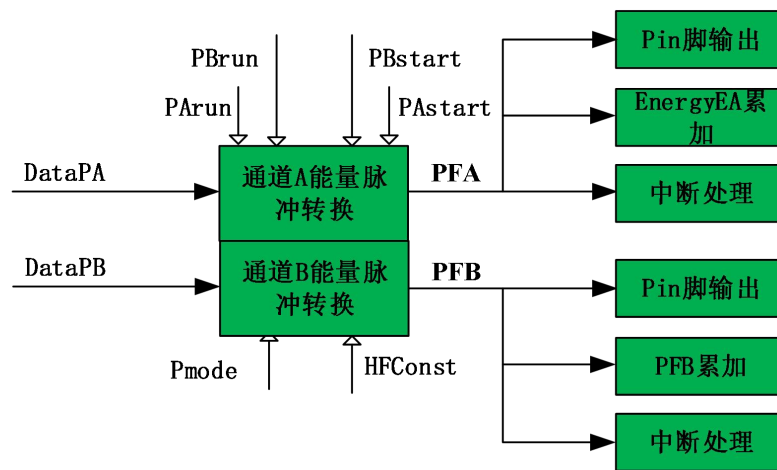 Pin脚输出
PBrun
PBstart
PArun
PAstart
EnergyEA累
加
DataPA
通道A能量脉
冲转换
PFA
中断处理
DataPB
通道B能量脉
冲转换
PFB
Pin脚输出
Pmode
HFConst
PFB累加
中断处理